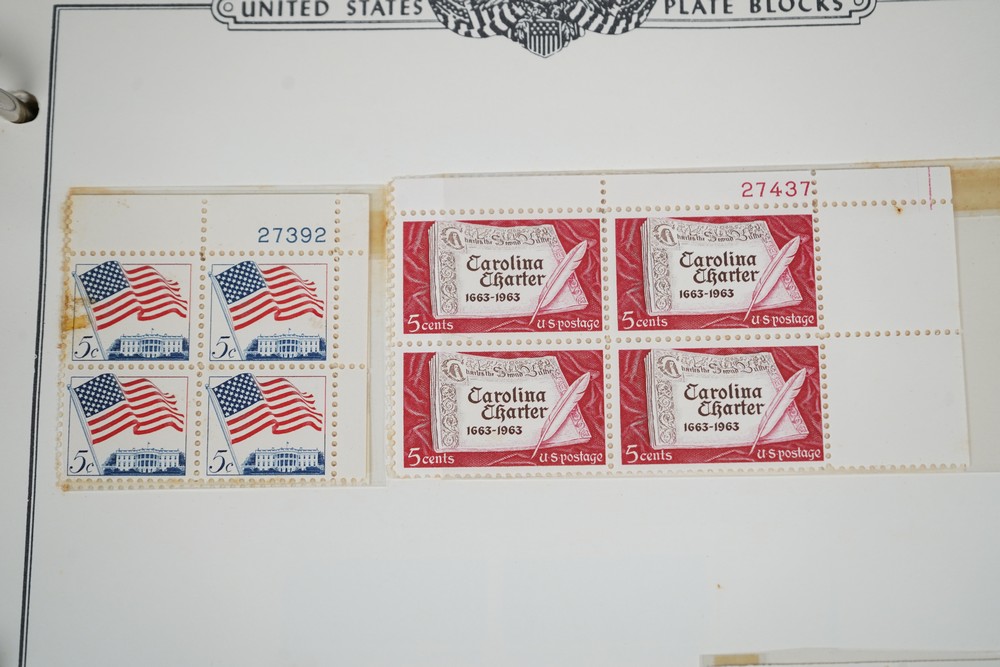 UNITED STATES PLATE BLOCKS
27392
5c
5c
5c
5c
27437
Carolina
Charter
1663-1963
5 cents U.S postage
Carolina
Charter
1663-1963
5 cents U.S postage
Carolina
Charter
1663-1963
5 cents U.S postage
Carolina
Charter
1663-1963
5 cents U.S postage